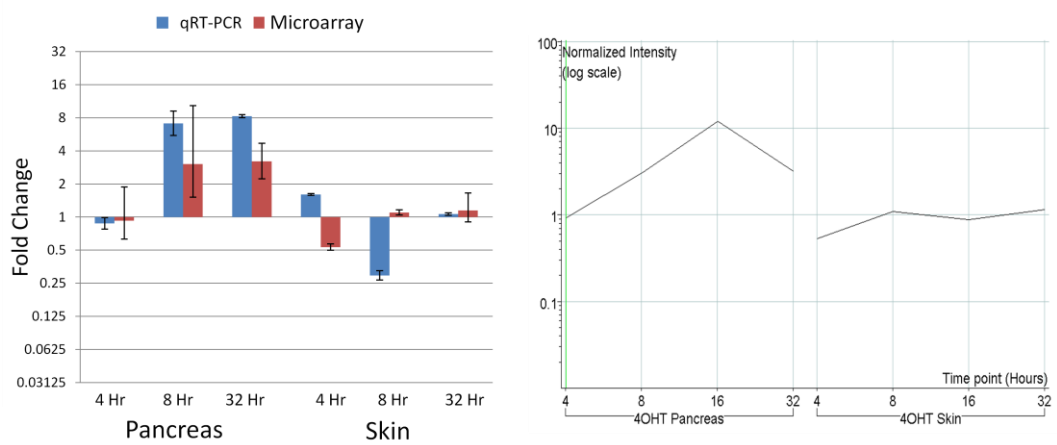 qRT-PCR Microarray
Fold Change
32
16
8
4
2
1
0.5
0.25
0.125
0.0625
0.03125
4 Hr 8 Hr 32 Hr 4 Hr 8 Hr 32 Hr
Pancreas Skin
100
Normalized Intensity
(log scale)
10
1
0.1
Time point (Hours)
4 8 16 32 4 8 16 32
4OHT Pancreas 4OHT Skin